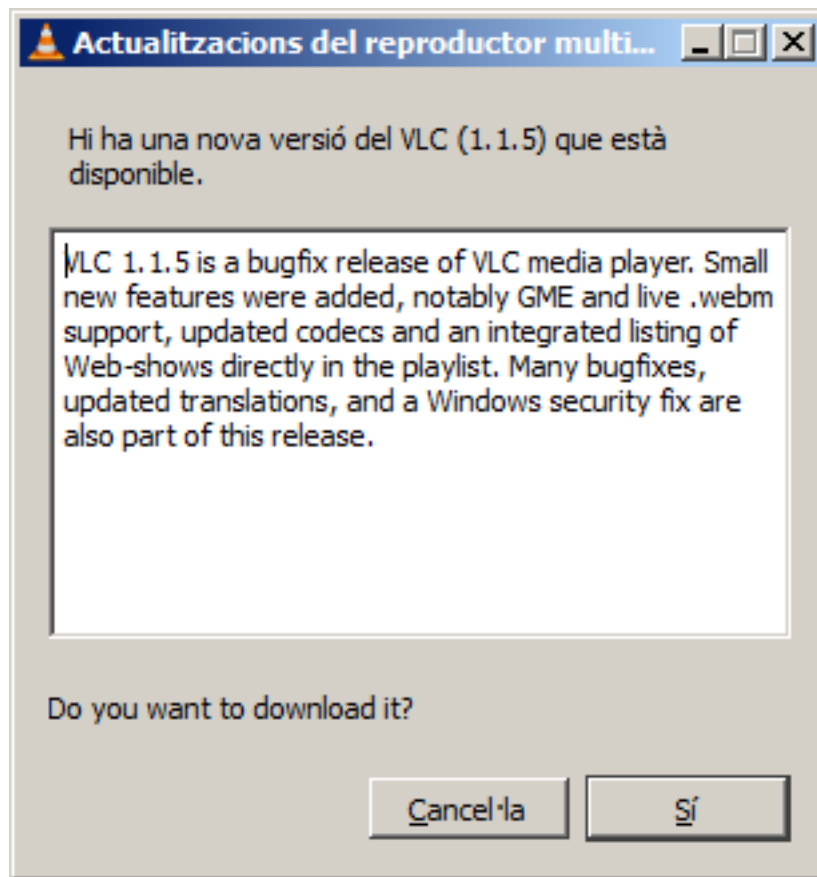 Actualitzacions del reproductor multi...
Hi ha una nova versió del VLC (1.1.5) que està
disponible.
VLC 1.1.5 is a bugfix release of VLC media player. Small
new features were added, notably GME and live .webm
support, updated codecs and an integrated listing of
Web-shows directly in the playlist. Many bugfixes,
updated translations, and a Windows security fix are
also part of this release.
Do you want to download it?
Cancel·la Sí